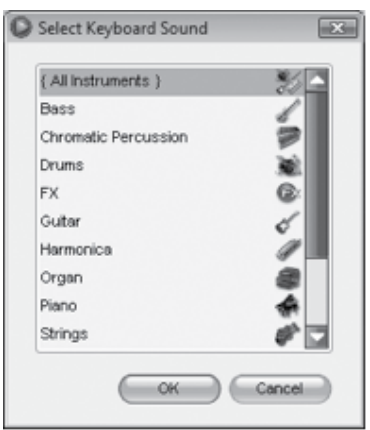 Select Keyboard Sound
{ All Instruments }
Bass
Chromatic Percussion
Drums
FX
Guitar
Harmonica
Organ
Piano
Strings
OK Cancel